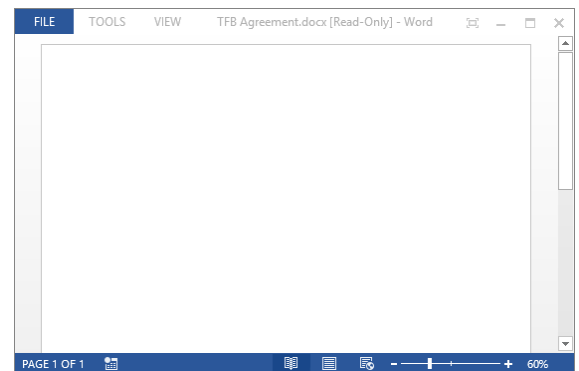 FILE TOOLS VIEW TFB Agreement.docx [Read-Only] - Word
PAGE 1 OF 1 60%